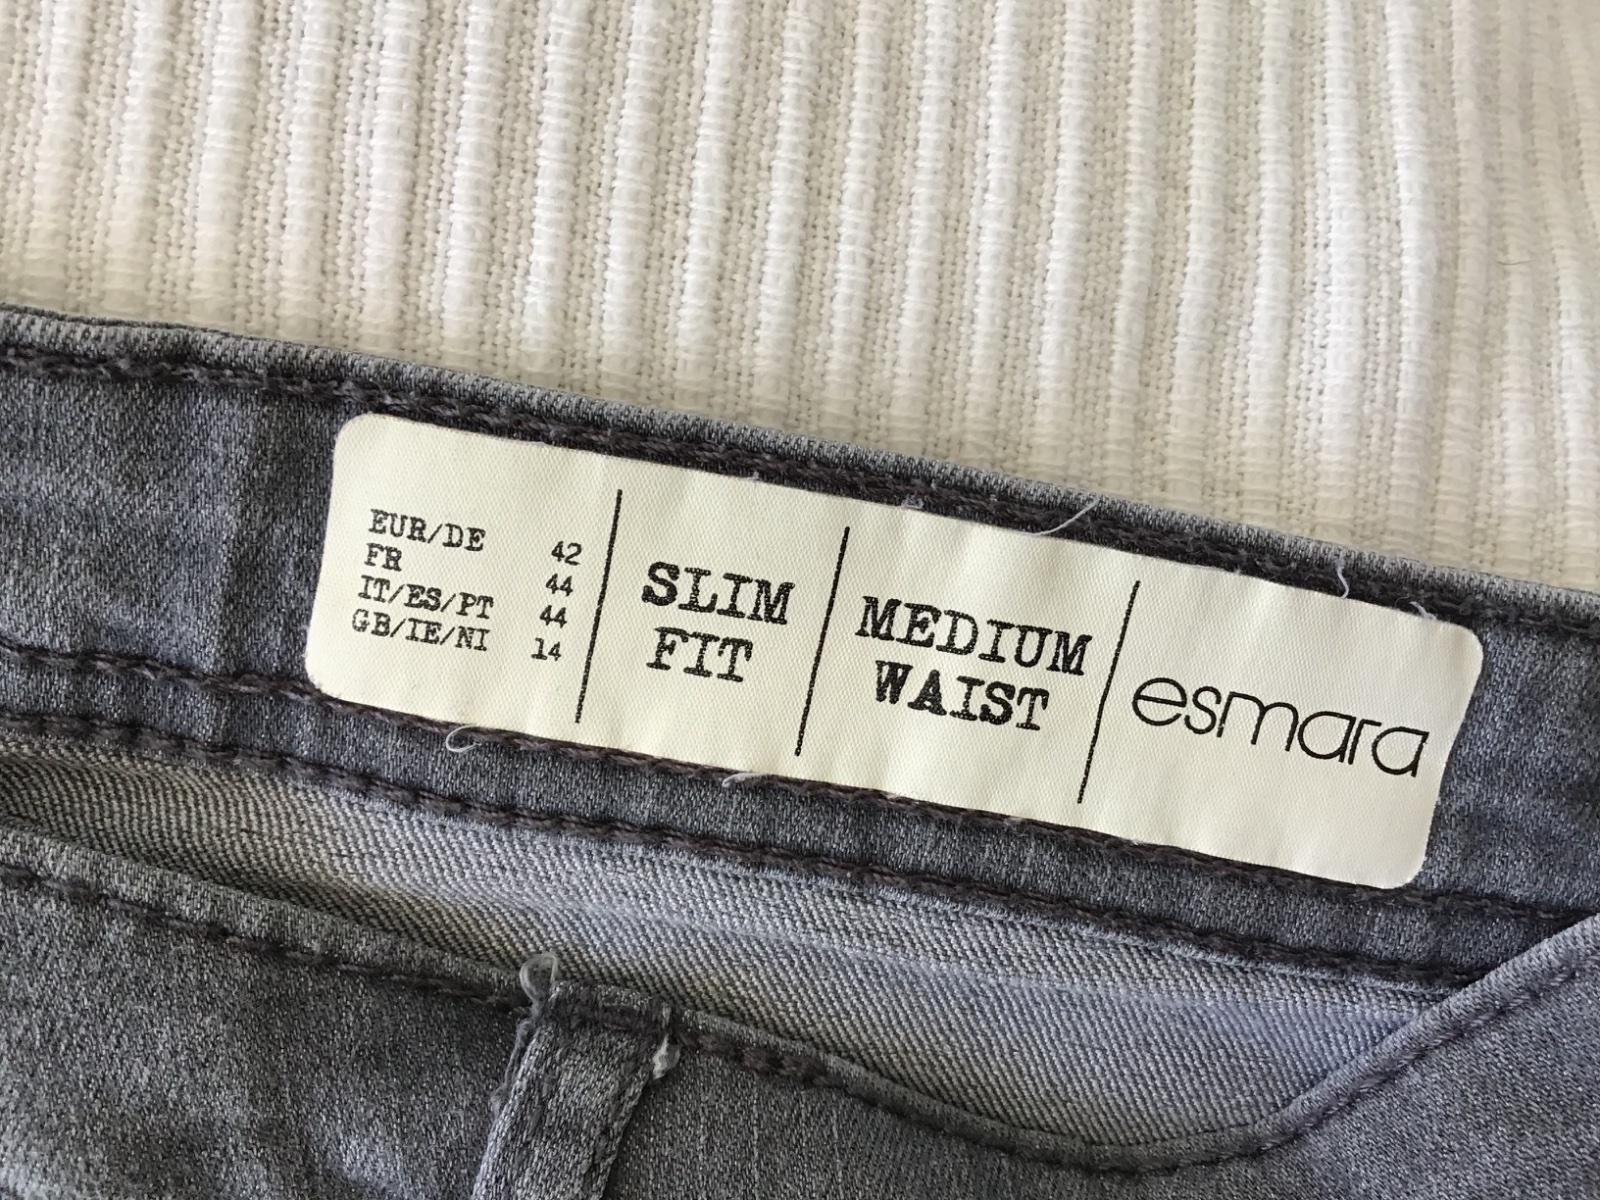 EUR/DE 42
FR 44
IT/ES/PT 44
GB/IE/NI 14
SLIM
FIT
MEDIUM
WAIST
esmara